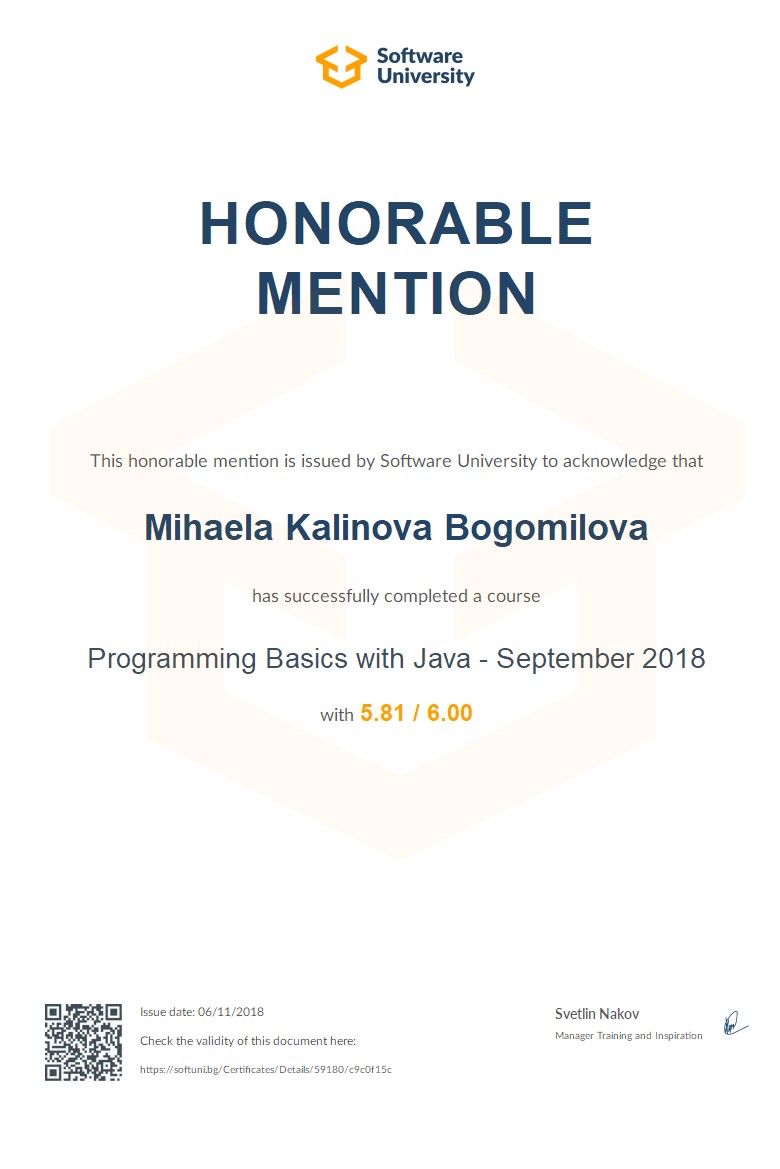 Software
University
HONORABLE
MENTION
This honorable mention is issued by Software University to acknowledge that
Mihaela Kalinova Bogomilova
has successfully completed a course
Programming Basics with Java - September 2018
with 5.81 / 6.00
Issue date: 06/11/2018
Check the validity of this document here:
https://softuni.bg/Certificates/Details/59180/c9c0f15c
Svetlin Nakov
Manager Training and Inspiration